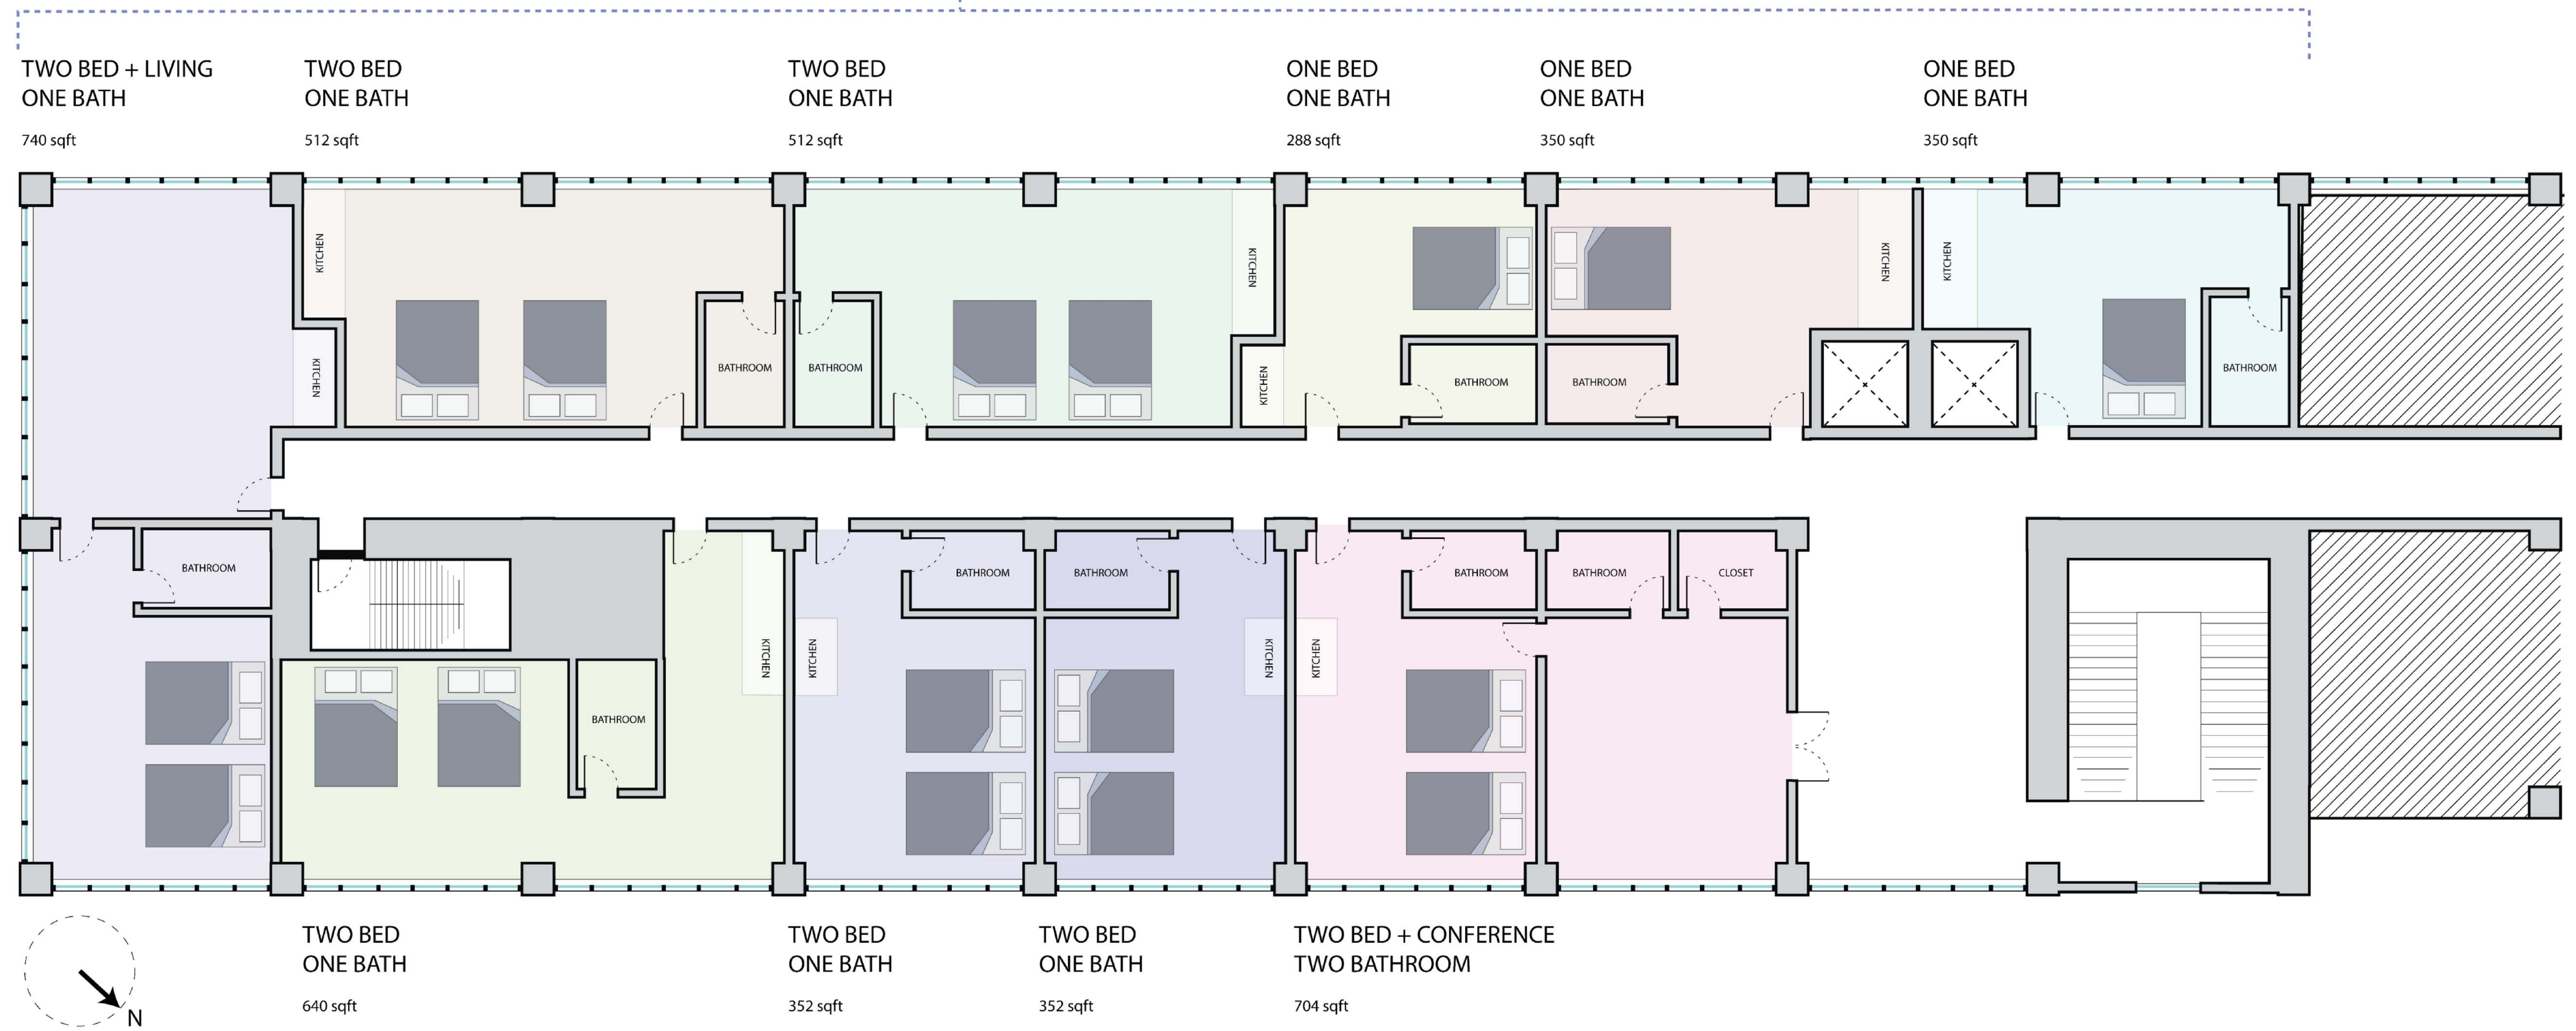 TWO BED + LIVING
ONE BATH
740 sqft
TWO BED
ONE BATH
512 sqft
TWO BED
ONE BATH
512 sqft
ONE BED
ONE BATH
288 sqft
ONE BED
ONE BATH
350 sqft
ONE BED
ONE BATH
350 sqft
KITCHEN
KITCHEN
KITCHEN
KITCHEN
KITCHEN
KITCHEN
BATHROOM
BATHROOM
BATHROOM
BATHROOM
BATHROOM
BATHROOM
BATHROOM
BATHROOM
BATHROOM
BATHROOM
CLOSET
KITCHEN
KITCHEN
KITCHEN
KITCHEN
BATHROOM
TWO BED
ONE BATH
640 sqft
TWO BED
ONE BATH
352 sqft
TWO BED
ONE BATH
352 sqft
TWO BED + CONFERENCE
TWO BATHROOM
704 sqft
N